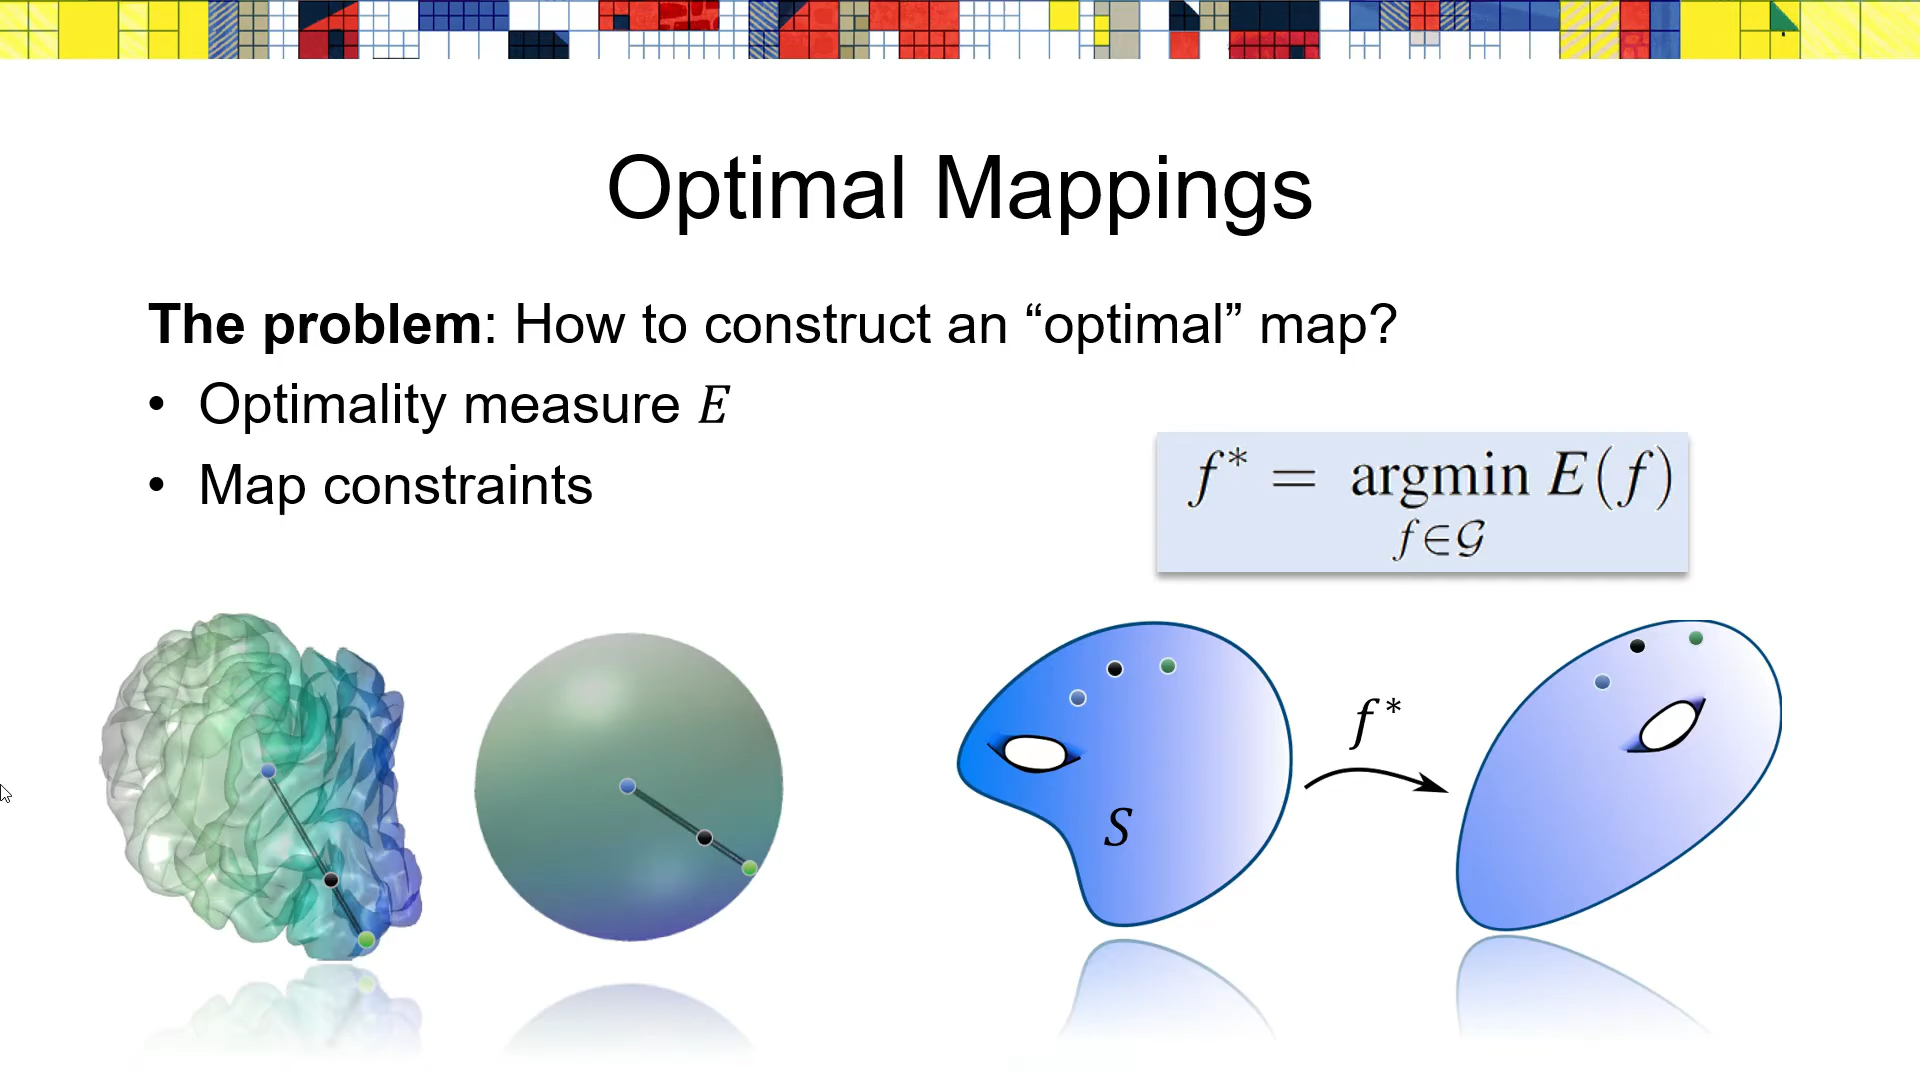 Optimal Mappings
The problem: How to construct an “optimal” map?
• Optimality measure E
• Map constraints
f* = argmin E(f)
f∈𝒢
f*
S